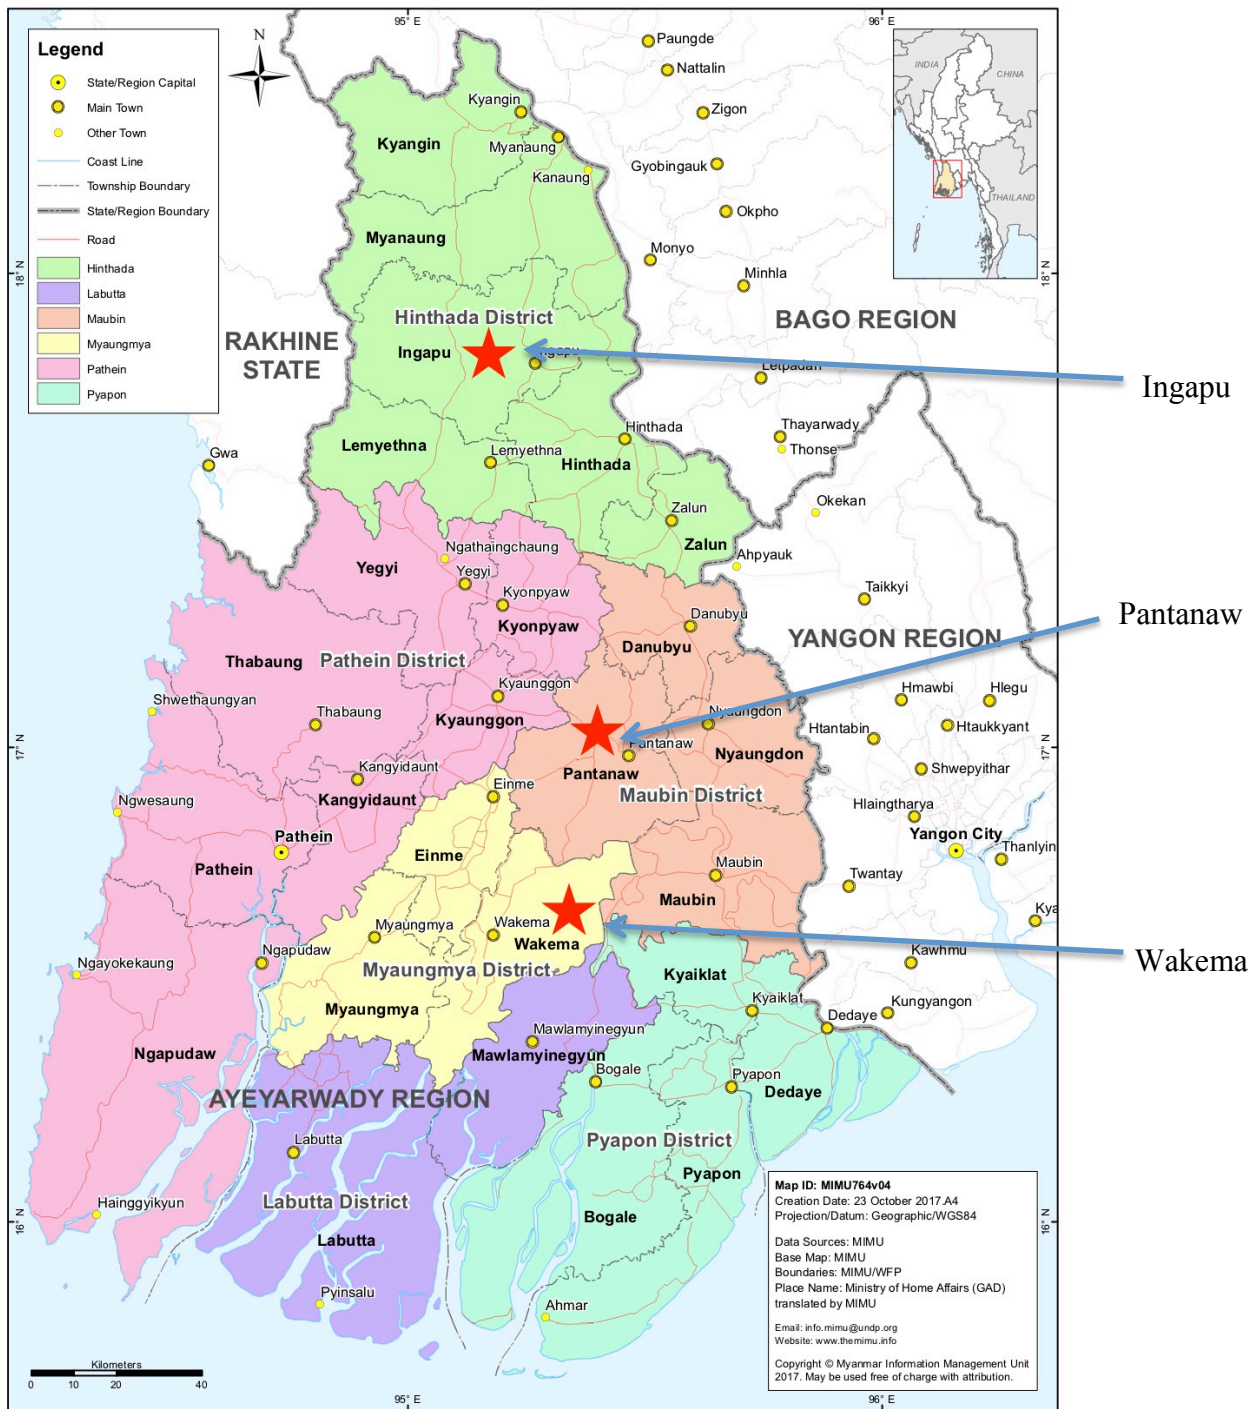 95° E
96° E
Legend
State/Region Capital
Main Town
Other Town
Coast Line
Township Boundary
State/Region Boundary
Road
Hinthada
Labutta
Maubin
Myaungmya
Pathein
Pyapon
N
INDIA
CHINA
THAILAND
Paungde
Nattalin
Zigon
Kyangin
Kyangin
Myanaung
Gyobingauk
Kanaung
Okpho
Myanaung
Monyo
18° N
18° N
Minhla
Hinthada District
BAGO REGION
RAKHINE
STATE
Ingapu
Ingapu
Letpadan
Ingapu
Hinthada
Thayarwady
Thonse
Lemyethna
Lemyethna
Hinthada
Gwa
Okekan
Zalun
Zalun
Ngathaingchaung
Ahpyauk
Yegyi
Yegyi
Kyonpyaw
Taikkyi
Pantanaw
Kyonpyaw
Danubyu
Danubyu
YANGON REGION
Thabaung
Pathein District
Kyaunggon
Hmawbi
Hlegu
Shwethaungyan
Thabaung
Kyaunggon
Nyaungdon
Htantabin
Htaukkyant
17° N
17° N
Pantanaw
Nyaungdon
Kangyidaunt
Pantanaw
Shwepyithar
Einme
Maubin District
Kangyidaunt
Ngwesaung
Hlaingtharya
Pathein
Yangon City
Einme
Thanlyin
Pathein
Maubin
Twantay
Maubin
Kya
Myaungmya
Wakema
Wakema
Ngapudaw
Kawhmu
Wakema
Ngayokekaung
Myaungmya District
Kyaiklat
Myaungmya
Kyaiklat
Kungyangon
Dedaye
Mawlamyinegyun
Ngapudaw
Mawlamyinegyun
Bogale
Pyapon
Dedaye
AYEYARWADY REGION
Labutta
Pyapon District
Pyapon
Labutta District
Hainggyikyun
Bogale
16° N
16° N
Labutta
Pyinsalu
Ahmar
Map ID: MIMU764v04
Creation Date: 23 October 2017.A4
Projection/Datum: Geographic/WGS84
Data Sources: MIMU
Base Map: MIMU
Boundaries: MIMU/WFP
Place Name: Ministry of Home Affairs (GAD)
translated by MIMU
Email: info.mimu@undp.org
Website: www.themimu.info
Copyright © Myanmar Information Management Unit
2017. May be used free of charge with attribution.
Kilometers
0 10 20 40
95° E
96° E